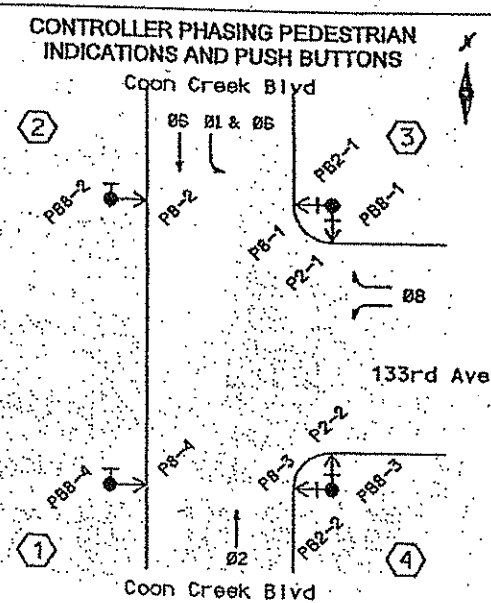 CONTROLLER PHASING PEDESTRIAN
INDICATIONS AND PUSH BUTTONS
Coon Creek Blvd
2
Ø6 Ø1 & Ø6
3
PB2-1
PB8-2
P8-2
PB8-1
P8-1
P2-1
Ø8
133rd Ave
P2-2
PB8-4
P8-4
P8-3
PB8-3
1
Ø2
PB2-2
4
Coon Creek Blvd